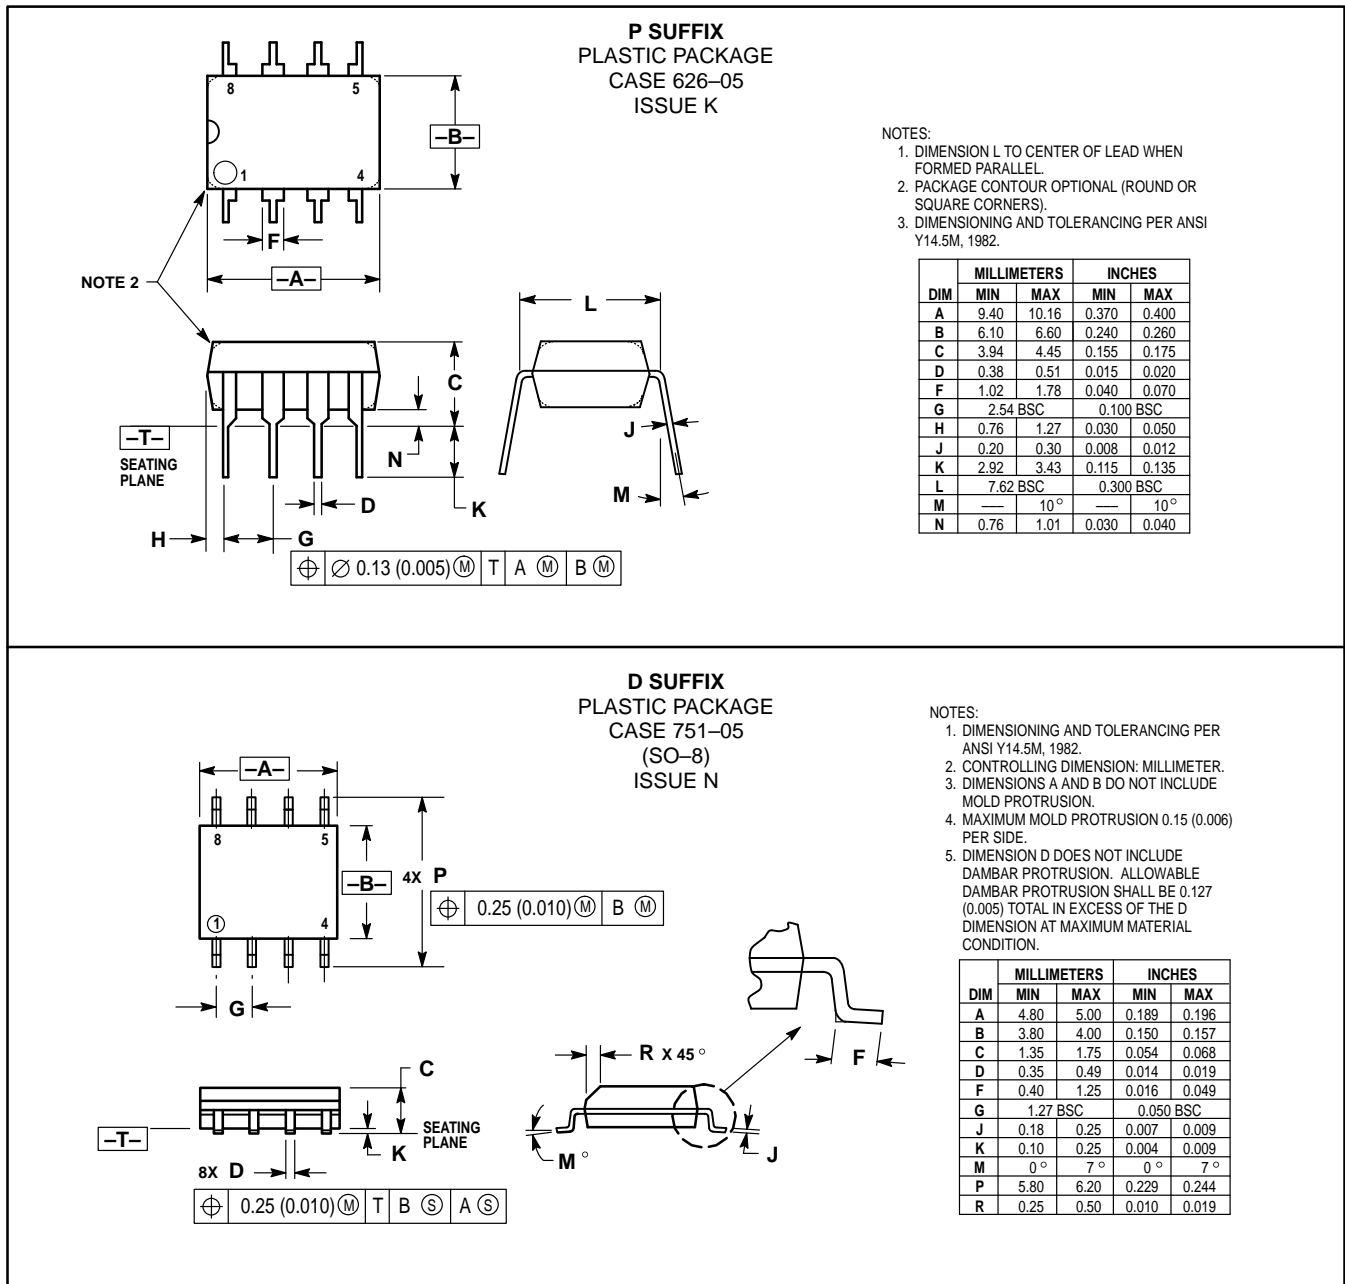 P SUFFIX
PLASTIC PACKAGE
CASE 626–05
ISSUE K
8 5
–B–
1 4
F
–A–
NOTE 2
L
C
J
–T–
SEATING
PLANE
N
M
D
K
H
G
⌖ ∅ 0.13 (0.005) Ⓜ T A Ⓜ B Ⓜ
NOTES:
1. DIMENSION L TO CENTER OF LEAD WHEN
FORMED PARALLEL.
2. PACKAGE CONTOUR OPTIONAL (ROUND OR
SQUARE CORNERS).
3. DIMENSIONING AND TOLERANCING PER ANSI
Y14.5M, 1982.
MILLIMETERS INCHES
DIM MIN MAX MIN MAX
A 9.40 10.16 0.370 0.400
B 6.10 6.60 0.240 0.260
C 3.94 4.45 0.155 0.175
D 0.38 0.51 0.015 0.020
F 1.02 1.78 0.040 0.070
G 2.54 BSC 0.100 BSC
H 0.76 1.27 0.030 0.050
J 0.20 0.30 0.008 0.012
K 2.92 3.43 0.115 0.135
L 7.62 BSC 0.300 BSC
M ––– 10° ––– 10°
N 0.76 1.01 0.030 0.040
D SUFFIX
PLASTIC PACKAGE
CASE 751–05
(SO–8)
ISSUE N
–A–
8 5
–B–
4X P
⌖ 0.25 (0.010) Ⓜ B Ⓜ
1 4
G
F
R X 45°
C
–T–
SEATING
PLANE
K
M°
J
8X D
⌖ 0.25 (0.010) Ⓜ T B Ⓢ A Ⓢ
NOTES:
1. DIMENSIONING AND TOLERANCING PER
ANSI Y14.5M, 1982.
2. CONTROLLING DIMENSION: MILLIMETER.
3. DIMENSIONS A AND B DO NOT INCLUDE
MOLD PROTRUSION.
4. MAXIMUM MOLD PROTRUSION 0.15 (0.006)
PER SIDE.
5. DIMENSION D DOES NOT INCLUDE
DAMBAR PROTRUSION. ALLOWABLE
DAMBAR PROTRUSION SHALL BE 0.127
(0.005) TOTAL IN EXCESS OF THE D
DIMENSION AT MAXIMUM MATERIAL
CONDITION.
MILLIMETERS INCHES
DIM MIN MAX MIN MAX
A 4.80 5.00 0.189 0.196
B 3.80 4.00 0.150 0.157
C 1.35 1.75 0.054 0.068
D 0.35 0.49 0.014 0.019
F 0.40 1.25 0.016 0.049
G 1.27 BSC 0.050 BSC
J 0.18 0.25 0.007 0.009
K 0.10 0.25 0.004 0.009
M 0° 7° 0° 7°
P 5.80 6.20 0.229 0.244
R 0.25 0.50 0.010 0.019